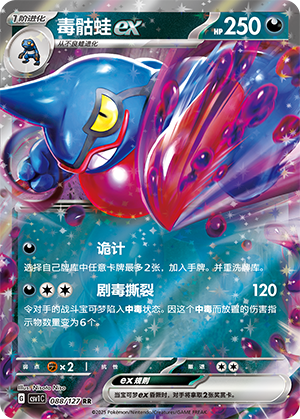 1阶进化
毒骷蛙ex
HP 250
从不良蛙进化
诡计
选择自己牌库中任意卡牌最多2张，加入手牌。并重洗牌库。
剧毒撕裂 120
令对手的战斗宝可梦陷入中毒状态。因这个中毒而放置的伤害指
示物数量变为6个。
弱点 ×2 抗性
Illus. Nisota Niso
G CSV1C 088/127 RR
ex规则
当宝可梦ex昏厥时，对手将拿取2张奖赏卡。
©2025 Pokémon/Nintendo/Creatures/GAME FREAK